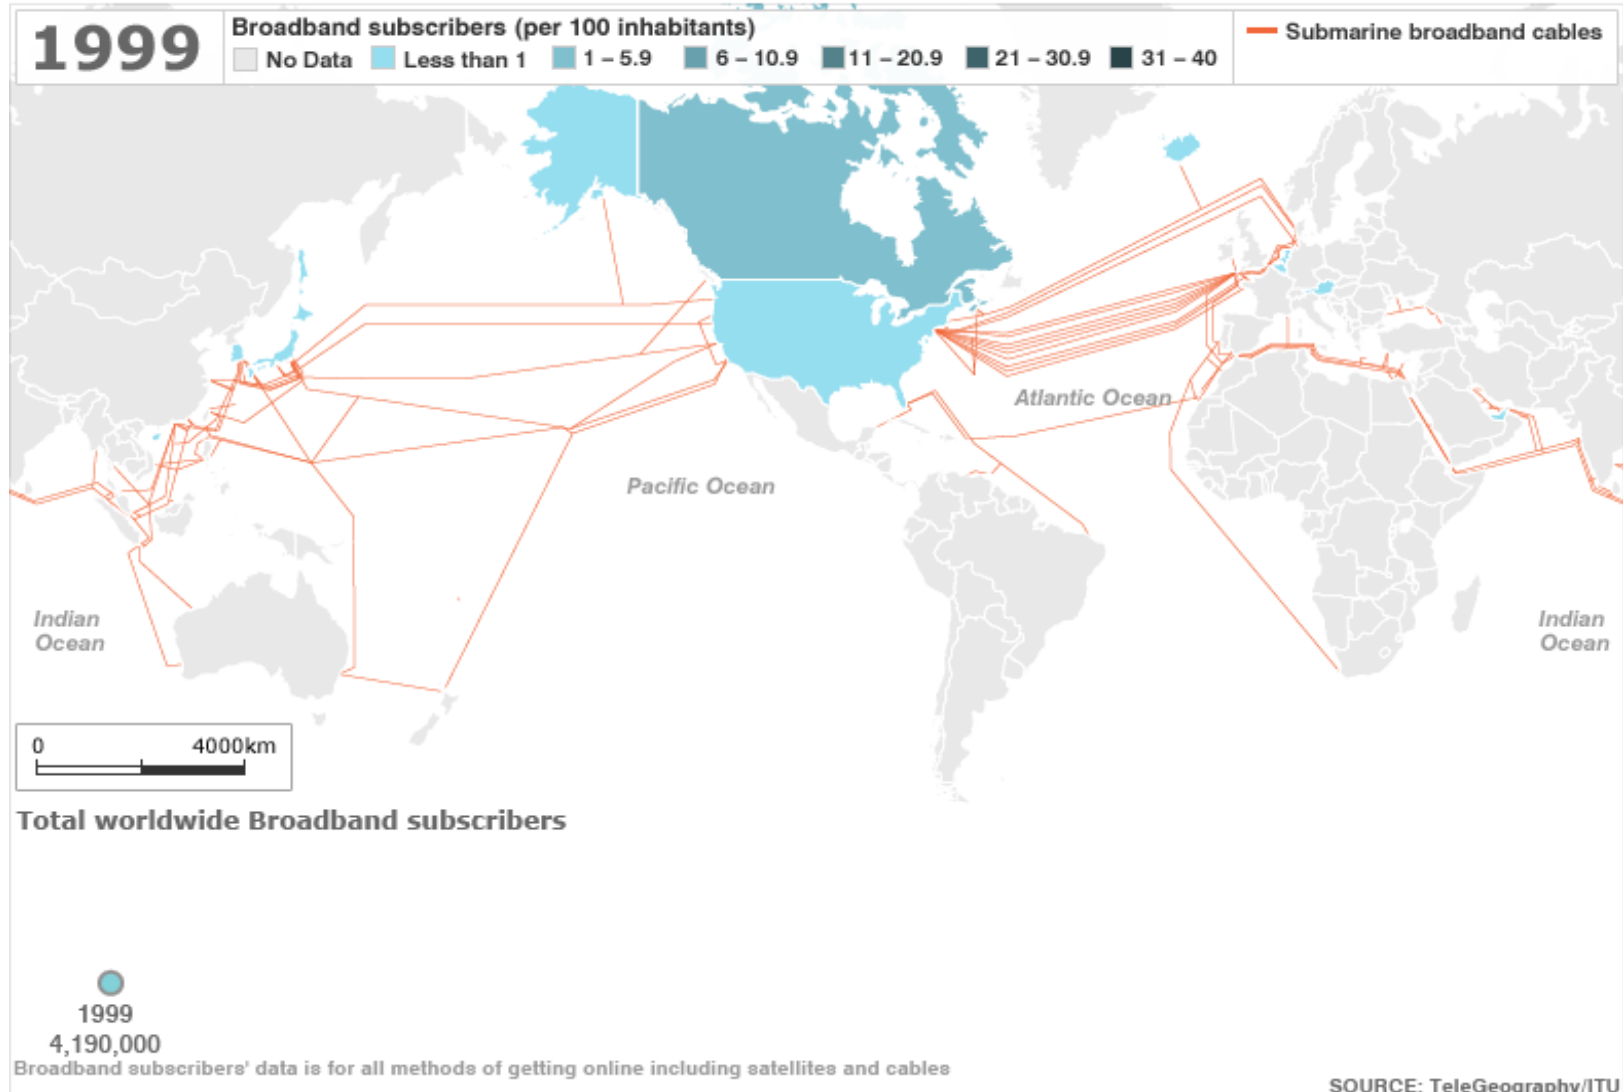 1999
Broadband subscribers (per 100 inhabitants)
No Data
Less than 1
1 – 5.9
6 – 10.9
11 – 20.9
21 – 30.9
31 – 40
Submarine broadband cables
Atlantic Ocean
Pacific Ocean
Indian
Ocean
Indian
Ocean
0
4000km
Total worldwide Broadband subscribers
1999
4,190,000
Broadband subscribers' data is for all methods of getting online including satellites and cables
SOURCE: TeleGeography/ITU